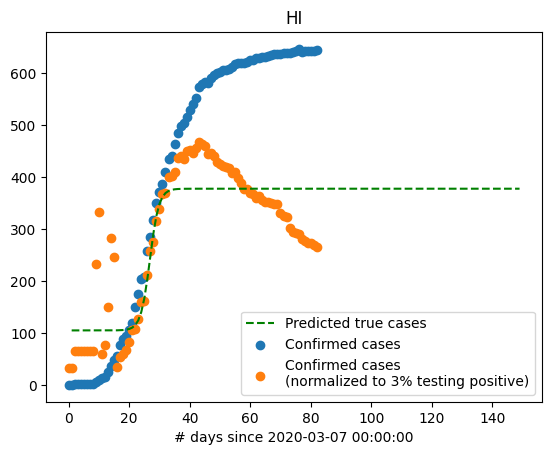 HI
600
500
400
300
200
100
0
Predicted true cases
Confirmed cases
Confirmed cases
(normalized to 3% testing positive)
0 20 40 60 80 100 120 140
# days since 2020-03-07 00:00:00